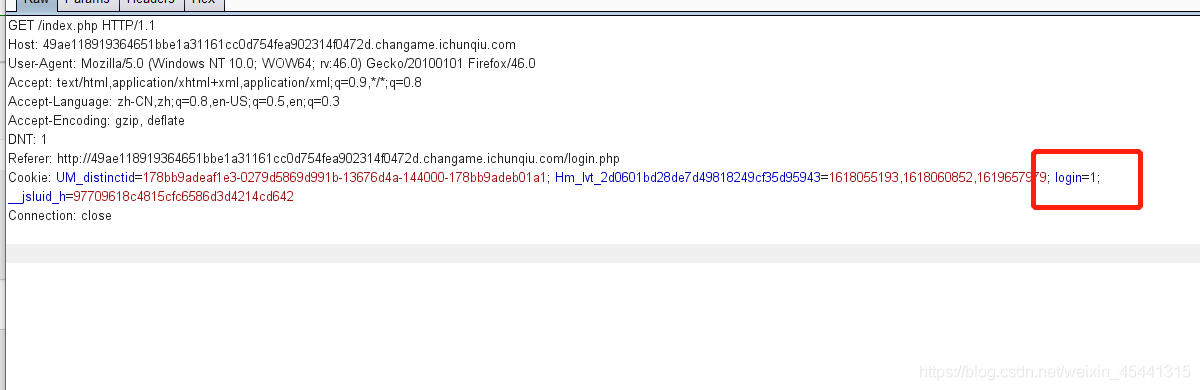 Raw Params Headers Hex
GET /index.php HTTP/1.1
Host: 49ae118919364651bbe1a31161cc0d754fea902314f0472d.changame.ichunqiu.com
User-Agent: Mozilla/5.0 (Windows NT 10.0; WOW64; rv:46.0) Gecko/20100101 Firefox/46.0
Accept: text/html,application/xhtml+xml,application/xml;q=0.9,*/*;q=0.8
Accept-Language: zh-CN,zh;q=0.8,en-US;q=0.5,en;q=0.3
Accept-Encoding: gzip, deflate
DNT: 1
Referer: http://49ae118919364651bbe1a31161cc0d754fea902314f0472d.changame.ichunqiu.com/login.php
Cookie: UM_distinctid=178bb9adeaf1e3-0279d5869d991b-13676d4a-144000-178bb9adeb01a1; Hm_lvt_2d0601bd28de7d49818249cf35d95943=1618055193,1618060852,1619657979; login=1;
__jsluid_h=97709618c4815cfc6586d3d4214cd642
Connection: close
https://blog.csdn.net/weixin_45441315